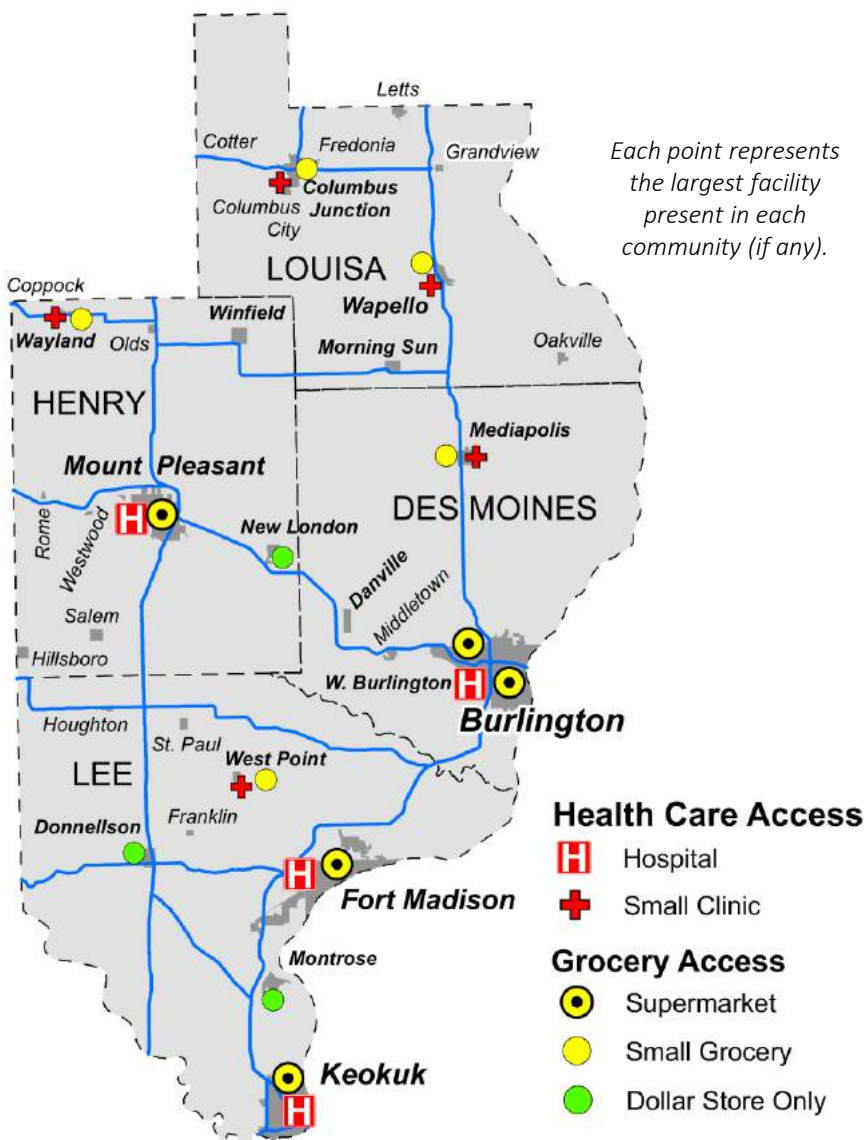 Letts
Cotter
Fredonia
Grandview
Each point represents
the largest facility
present in each
community (if any).
Columbus
Junction
Columbus
City
LOUISA
Wapello
Coppock
Wayland
Olds
Winfield
Morning Sun
Oakville
HENRY
Mediapolis
Mount Pleasant
DES MOINES
Rome
Westwood
New London
Danville
Middletown
Salem
Hillsboro
W. Burlington
H
H
Burlington
Houghton
St. Paul
West Point
LEE
Franklin
Donnellson
H
Fort Madison
Montrose
Keokuk
H
Health Care Access
H Hospital
Small Clinic
Grocery Access
Supermarket
Small Grocery
Dollar Store Only